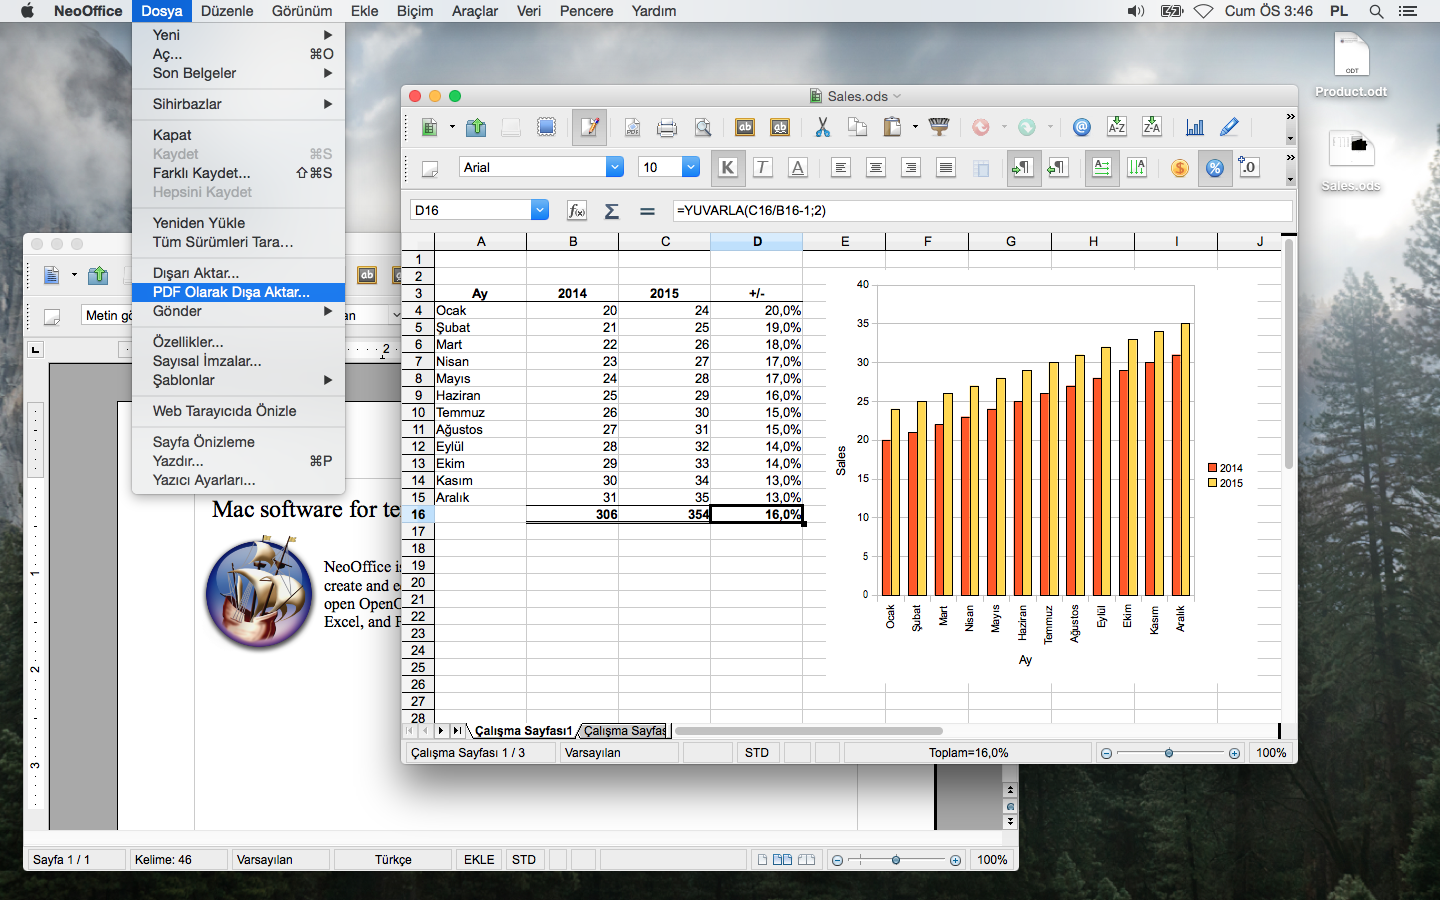 NeoOffice Dosya Düzenle Görünüm Ekle Biçim Araçlar Veri Pencere Yardım Cum ÖS 3:46 PL
Yeni
Aç... ⌘O
Son Belgeler
Sihirbazlar
Kapat
Kaydet ⌘S
Farklı Kaydet... ⇧⌘S
Hepsini Kaydet
Yeniden Yükle
Tüm Sürümleri Tara...
Dışarı Aktar...
PDF Olarak Dışa Aktar...
Gönder
Özellikler...
Sayısal İmzalar...
Şablonlar
Web Tarayıcıda Önizle
Sayfa Önizleme
Yazdır... ⌘P
Yazıcı Ayarları...
ODT
Product.odt
Sales.ods
Sales.ods
Arial 10 K T A
D16 =YUVARLA(C16/B16-1;2)
A B C D E F G H I J
1
2
3 Ay 2014 2015 +/-
4 Ocak 20 24 20,0%
5 Şubat 21 25 19,0%
6 Mart 22 26 18,0%
7 Nisan 23 27 17,0%
8 Mayıs 24 28 17,0%
9 Haziran 25 29 16,0%
10 Temmuz 26 30 15,0%
11 Ağustos 27 31 15,0%
12 Eylül 28 32 14,0%
13 Ekim 29 33 14,0%
14 Kasım 30 34 13,0%
15 Aralık 31 35 13,0%
16 306 354 16,0%
17
18
19
20
21
22
23
24
25
26
27
28
40
35
30
25
20
15
10
5
0
Sales
Ocak Şubat Mart Nisan Mayıs Haziran Temmuz Ağustos Eylül Ekim Kasım Aralık
Ay
2014
2015
Çalışma Sayfası1 Çalışma Sayfas
Çalışma Sayfası 1 / 3 Varsayılan STD Toplam=16,0% 100%
Metin gö
2
Mac software for te
NeoOffice is
create and e
open OpenO
Excel, and P
1
2
3
Sayfa 1 / 1 Kelime: 46 Varsayılan Türkçe EKLE STD 100%